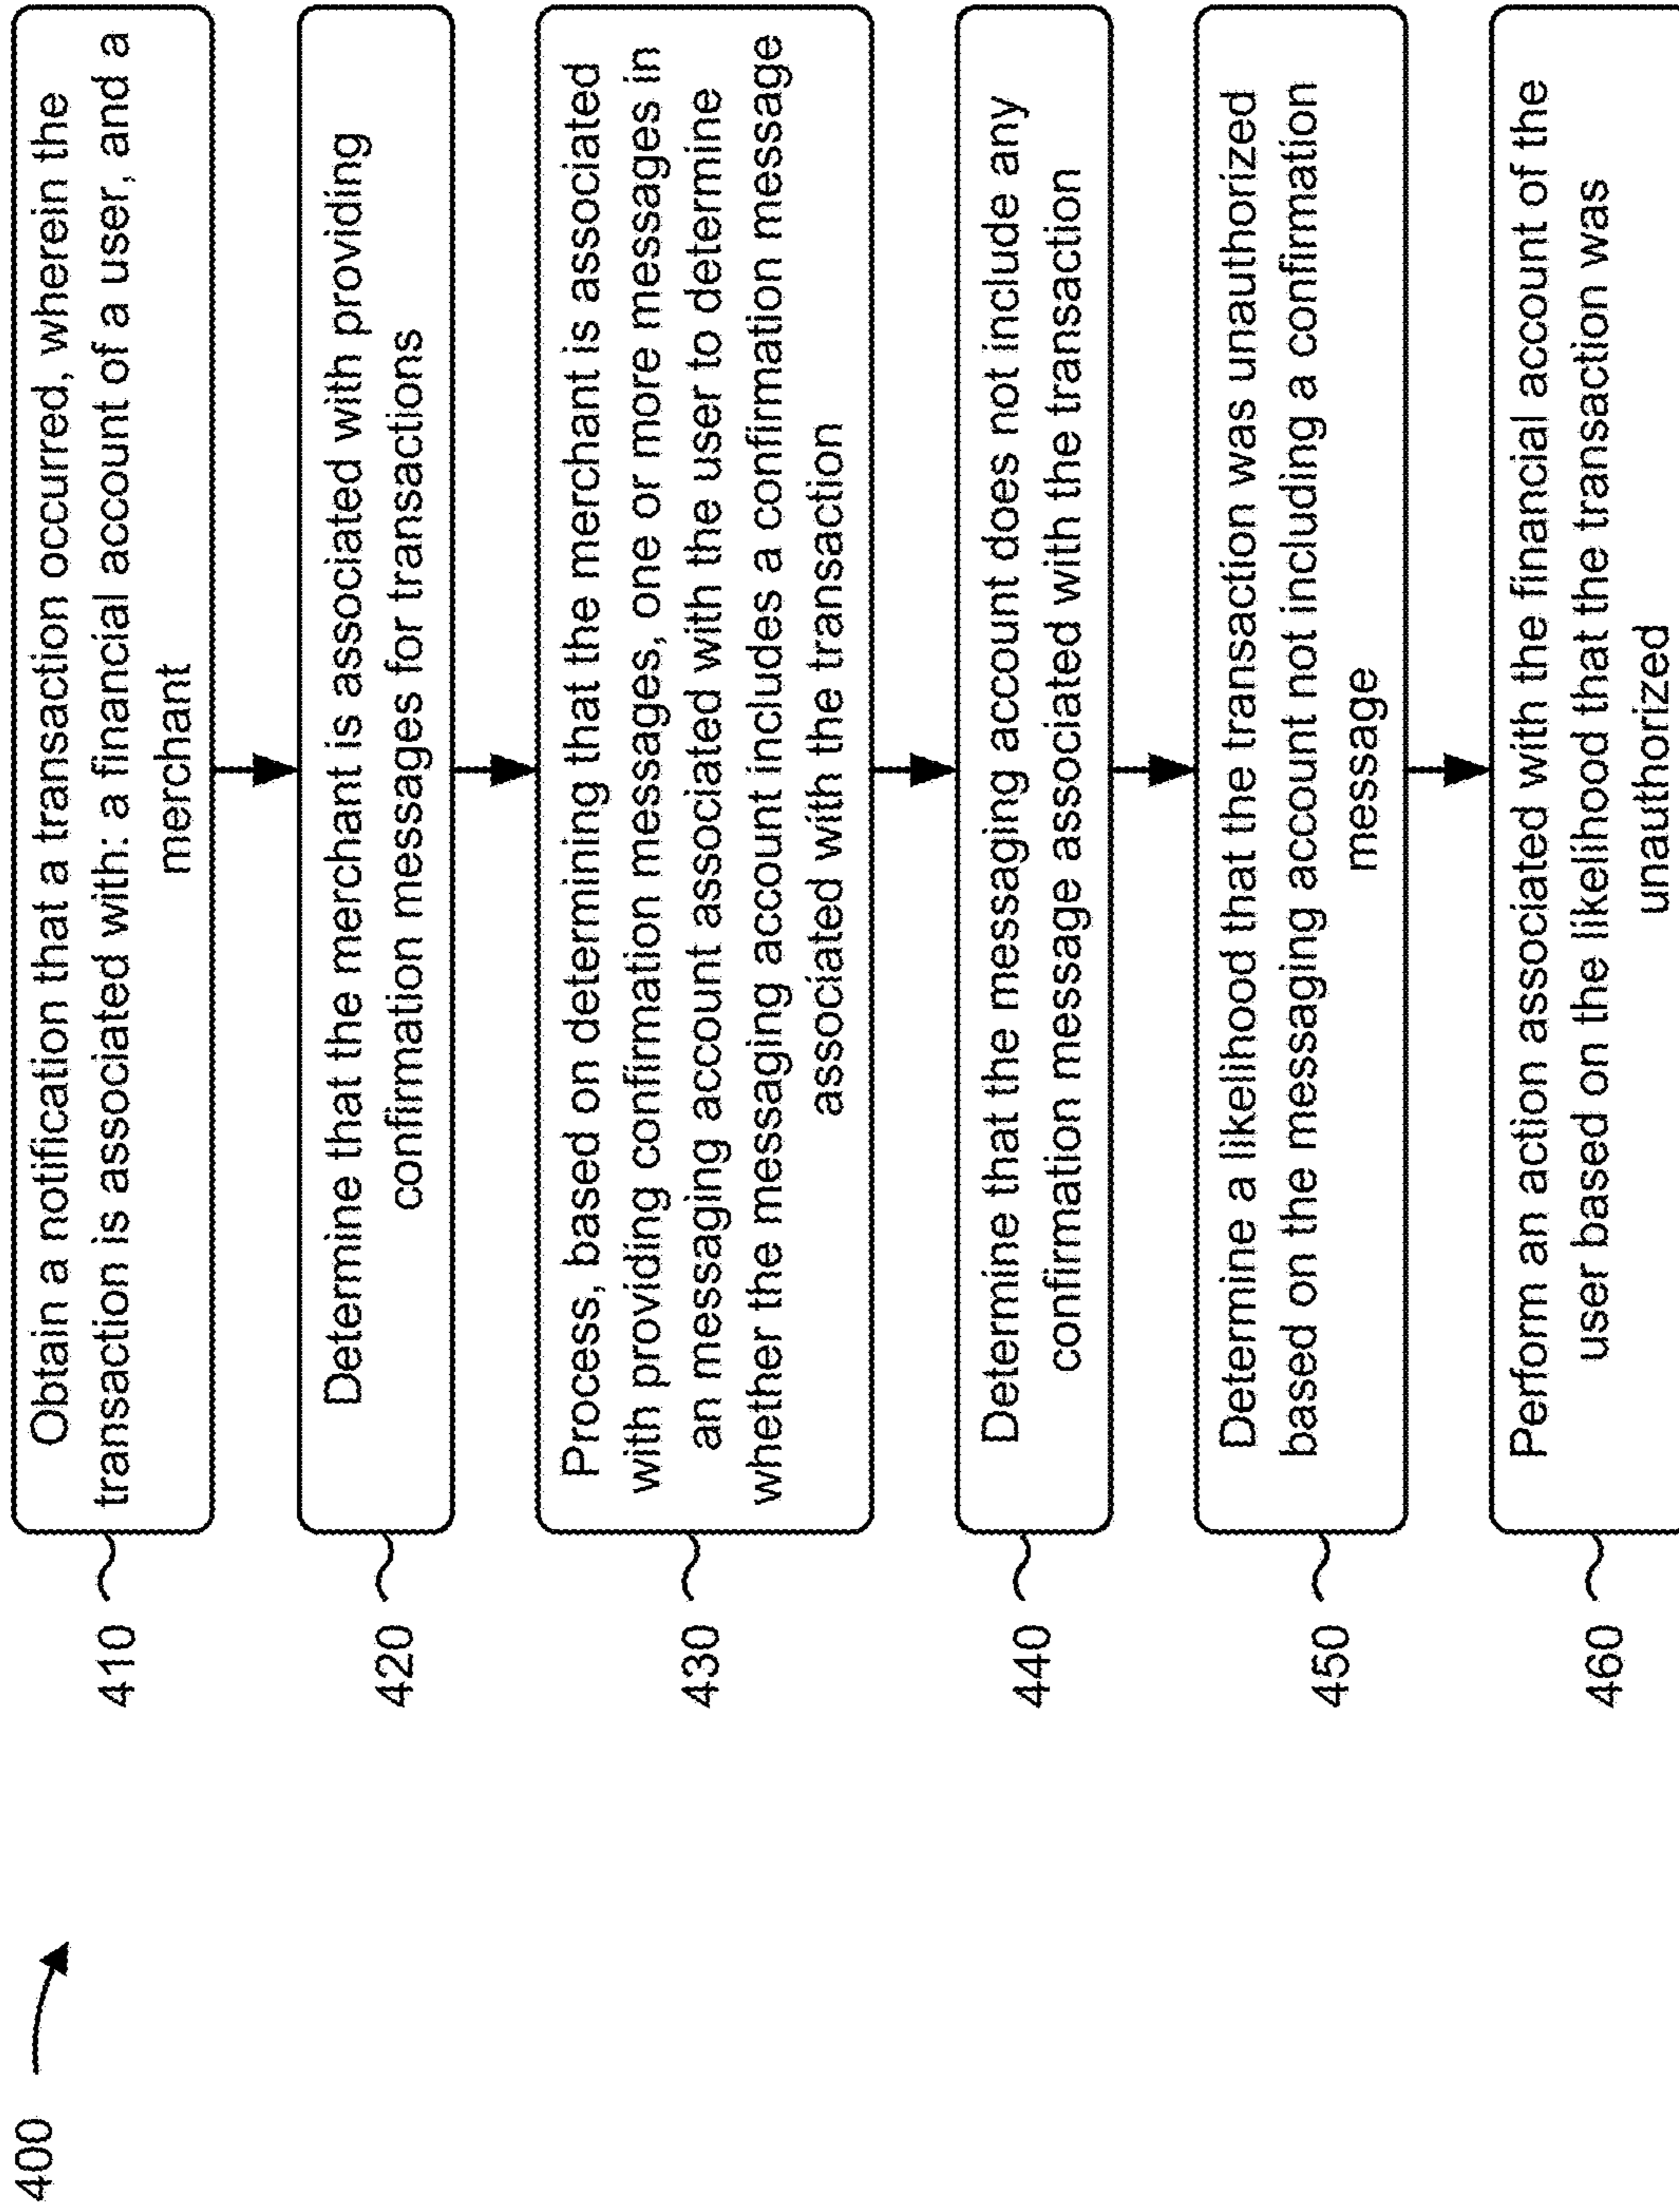 400
410
Obtain a notification that a transaction occurred, wherein the
transaction is associated with: a financial account of a user, and a
merchant
420
Determine that the merchant is associated with providing
confirmation messages for transactions
430
Process, based on determining that the merchant is associated
with providing confirmation messages, one or more messages in
an messaging account associated with the user to determine
whether the messaging account includes a confirmation message
associated with the transaction
440
Determine that the messaging account does not include any
confirmation message associated with the transaction
450
Determine a likelihood that the transaction was unauthorized
based on the messaging account not including a confirmation
message
460
Perform an action associated with the financial account of the
user based on the likelihood that the transaction was
unauthorized